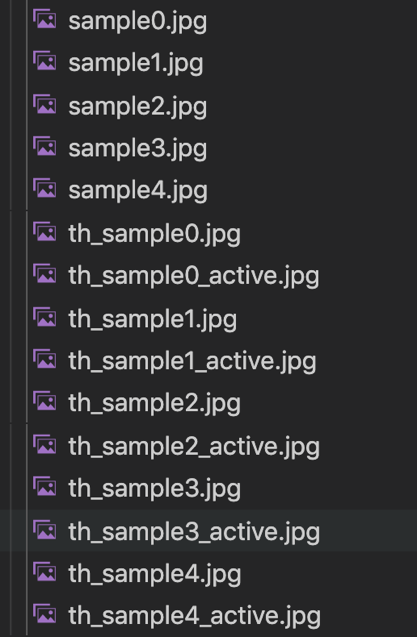 sample0.jpg
sample1.jpg
sample2.jpg
sample3.jpg
sample4.jpg
th_sample0.jpg
th_sample0_active.jpg
th_sample1.jpg
th_sample1_active.jpg
th_sample2.jpg
th_sample2_active.jpg
th_sample3.jpg
th_sample3_active.jpg
th_sample4.jpg
th_sample4_active.jpg